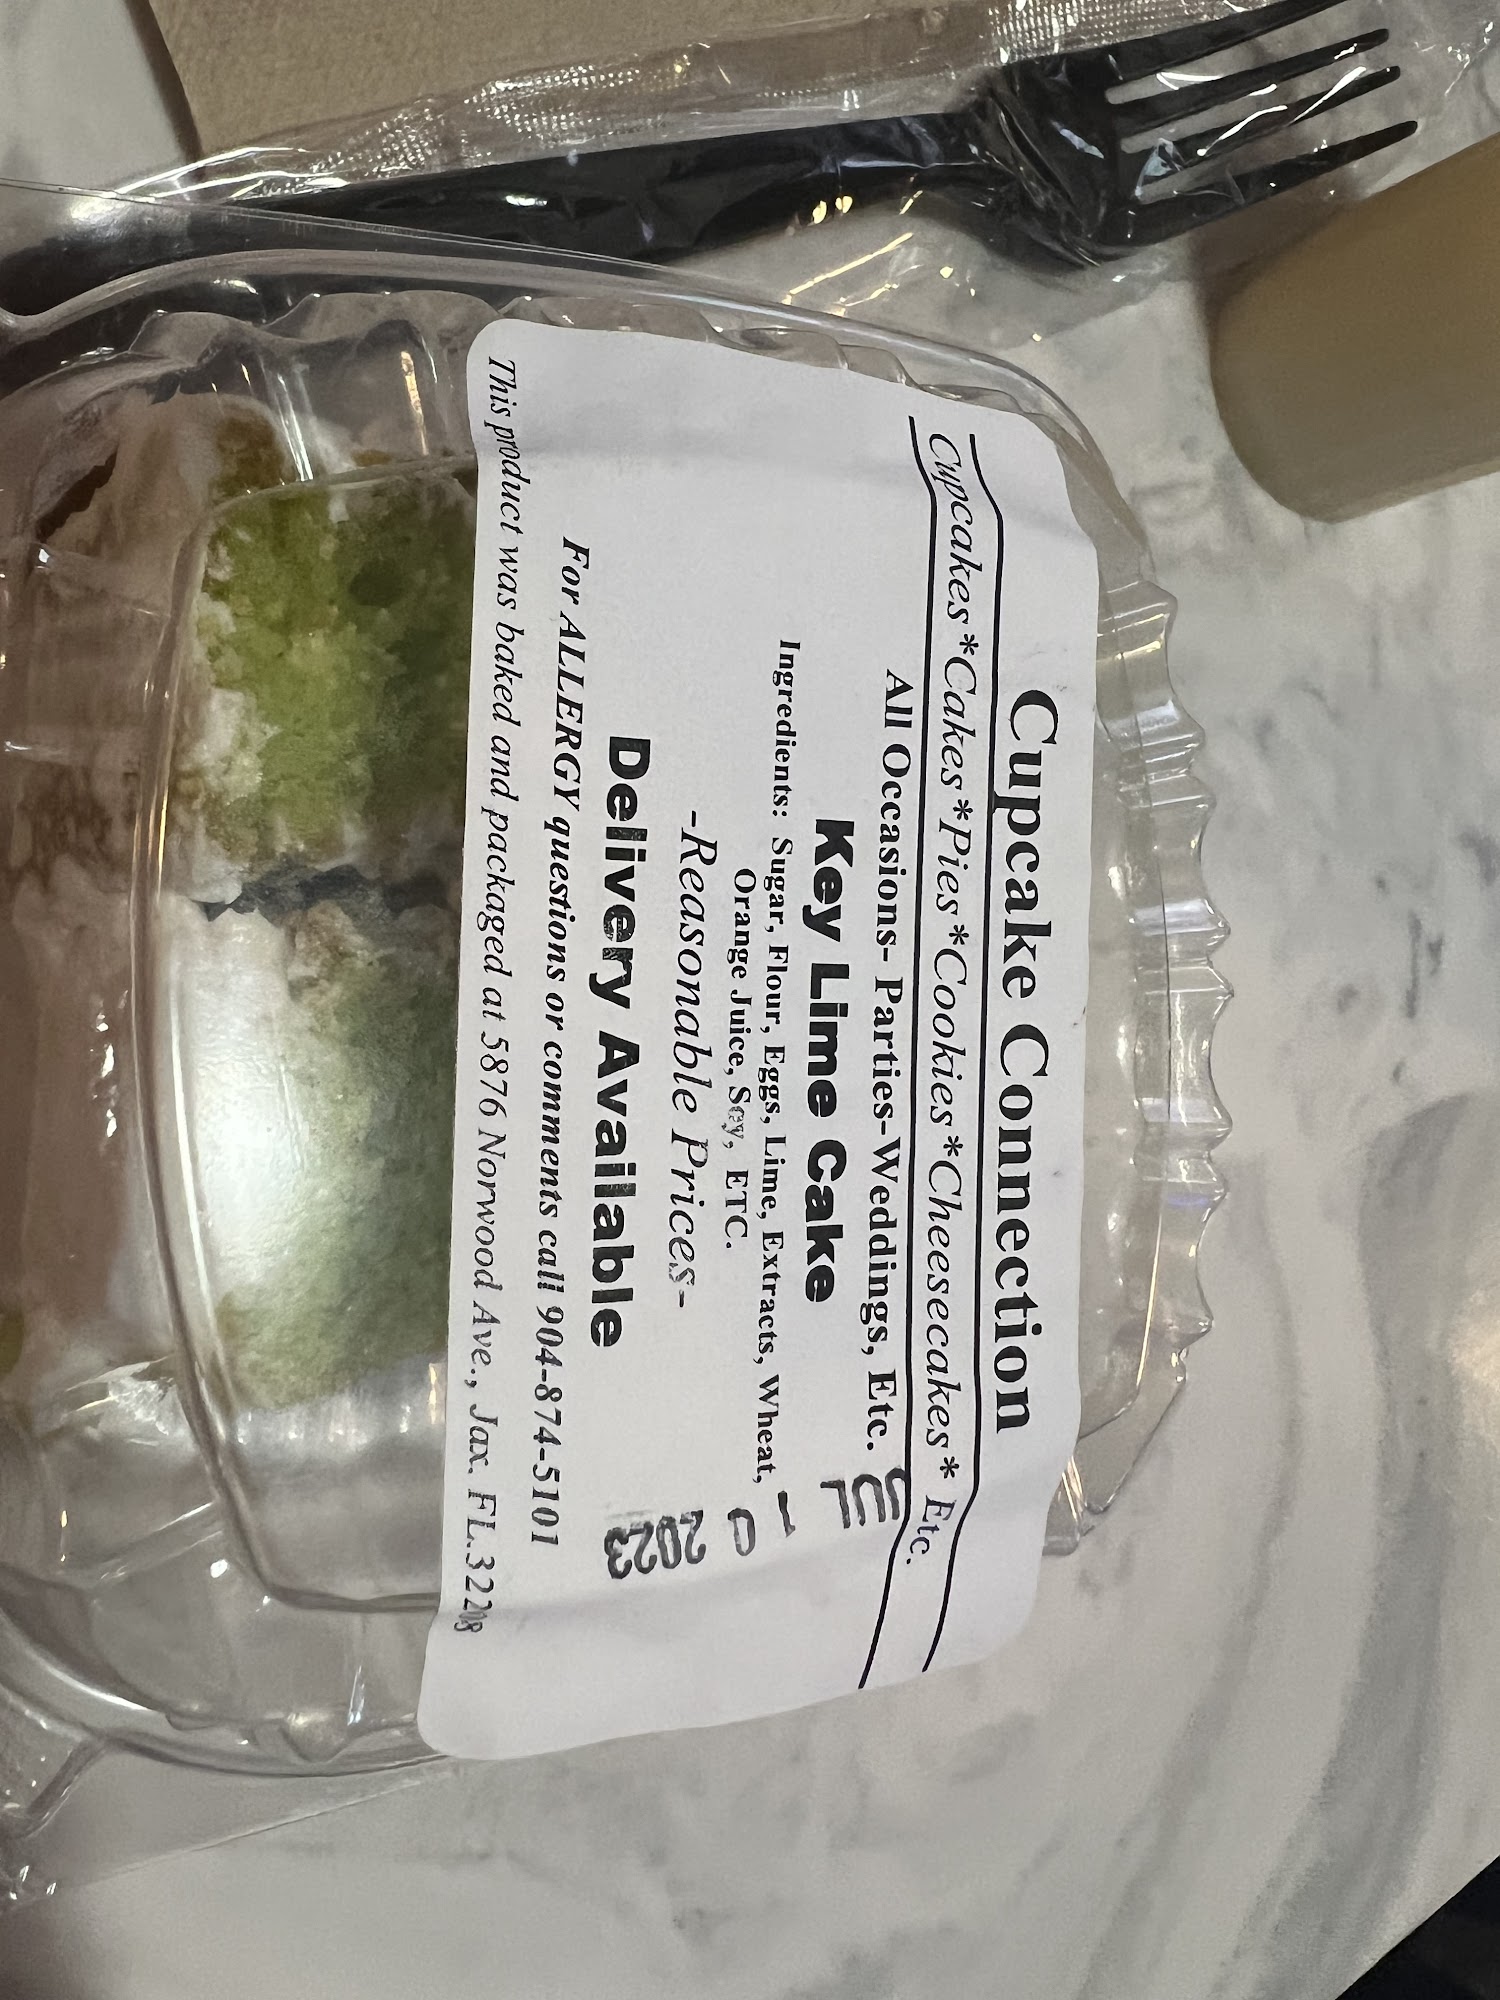 Cupcake Connection
Cupcakes*Cakes*Pies*Cookies*Cheesecakes* Etc.
All Occasions- Parties-Weddings, Etc.
Key Lime Cake
Ingredients: Sugar, Flour, Eggs, Lime, Extracts, Wheat,
Orange Juice, Soy, ETC.
-Reasonable Prices-
Delivery Available
For ALLERGY questions or comments call 904-874-5101
This product was baked and packaged at 5876 Norwood Ave., Jax. FL.32208
JUL
10
2023